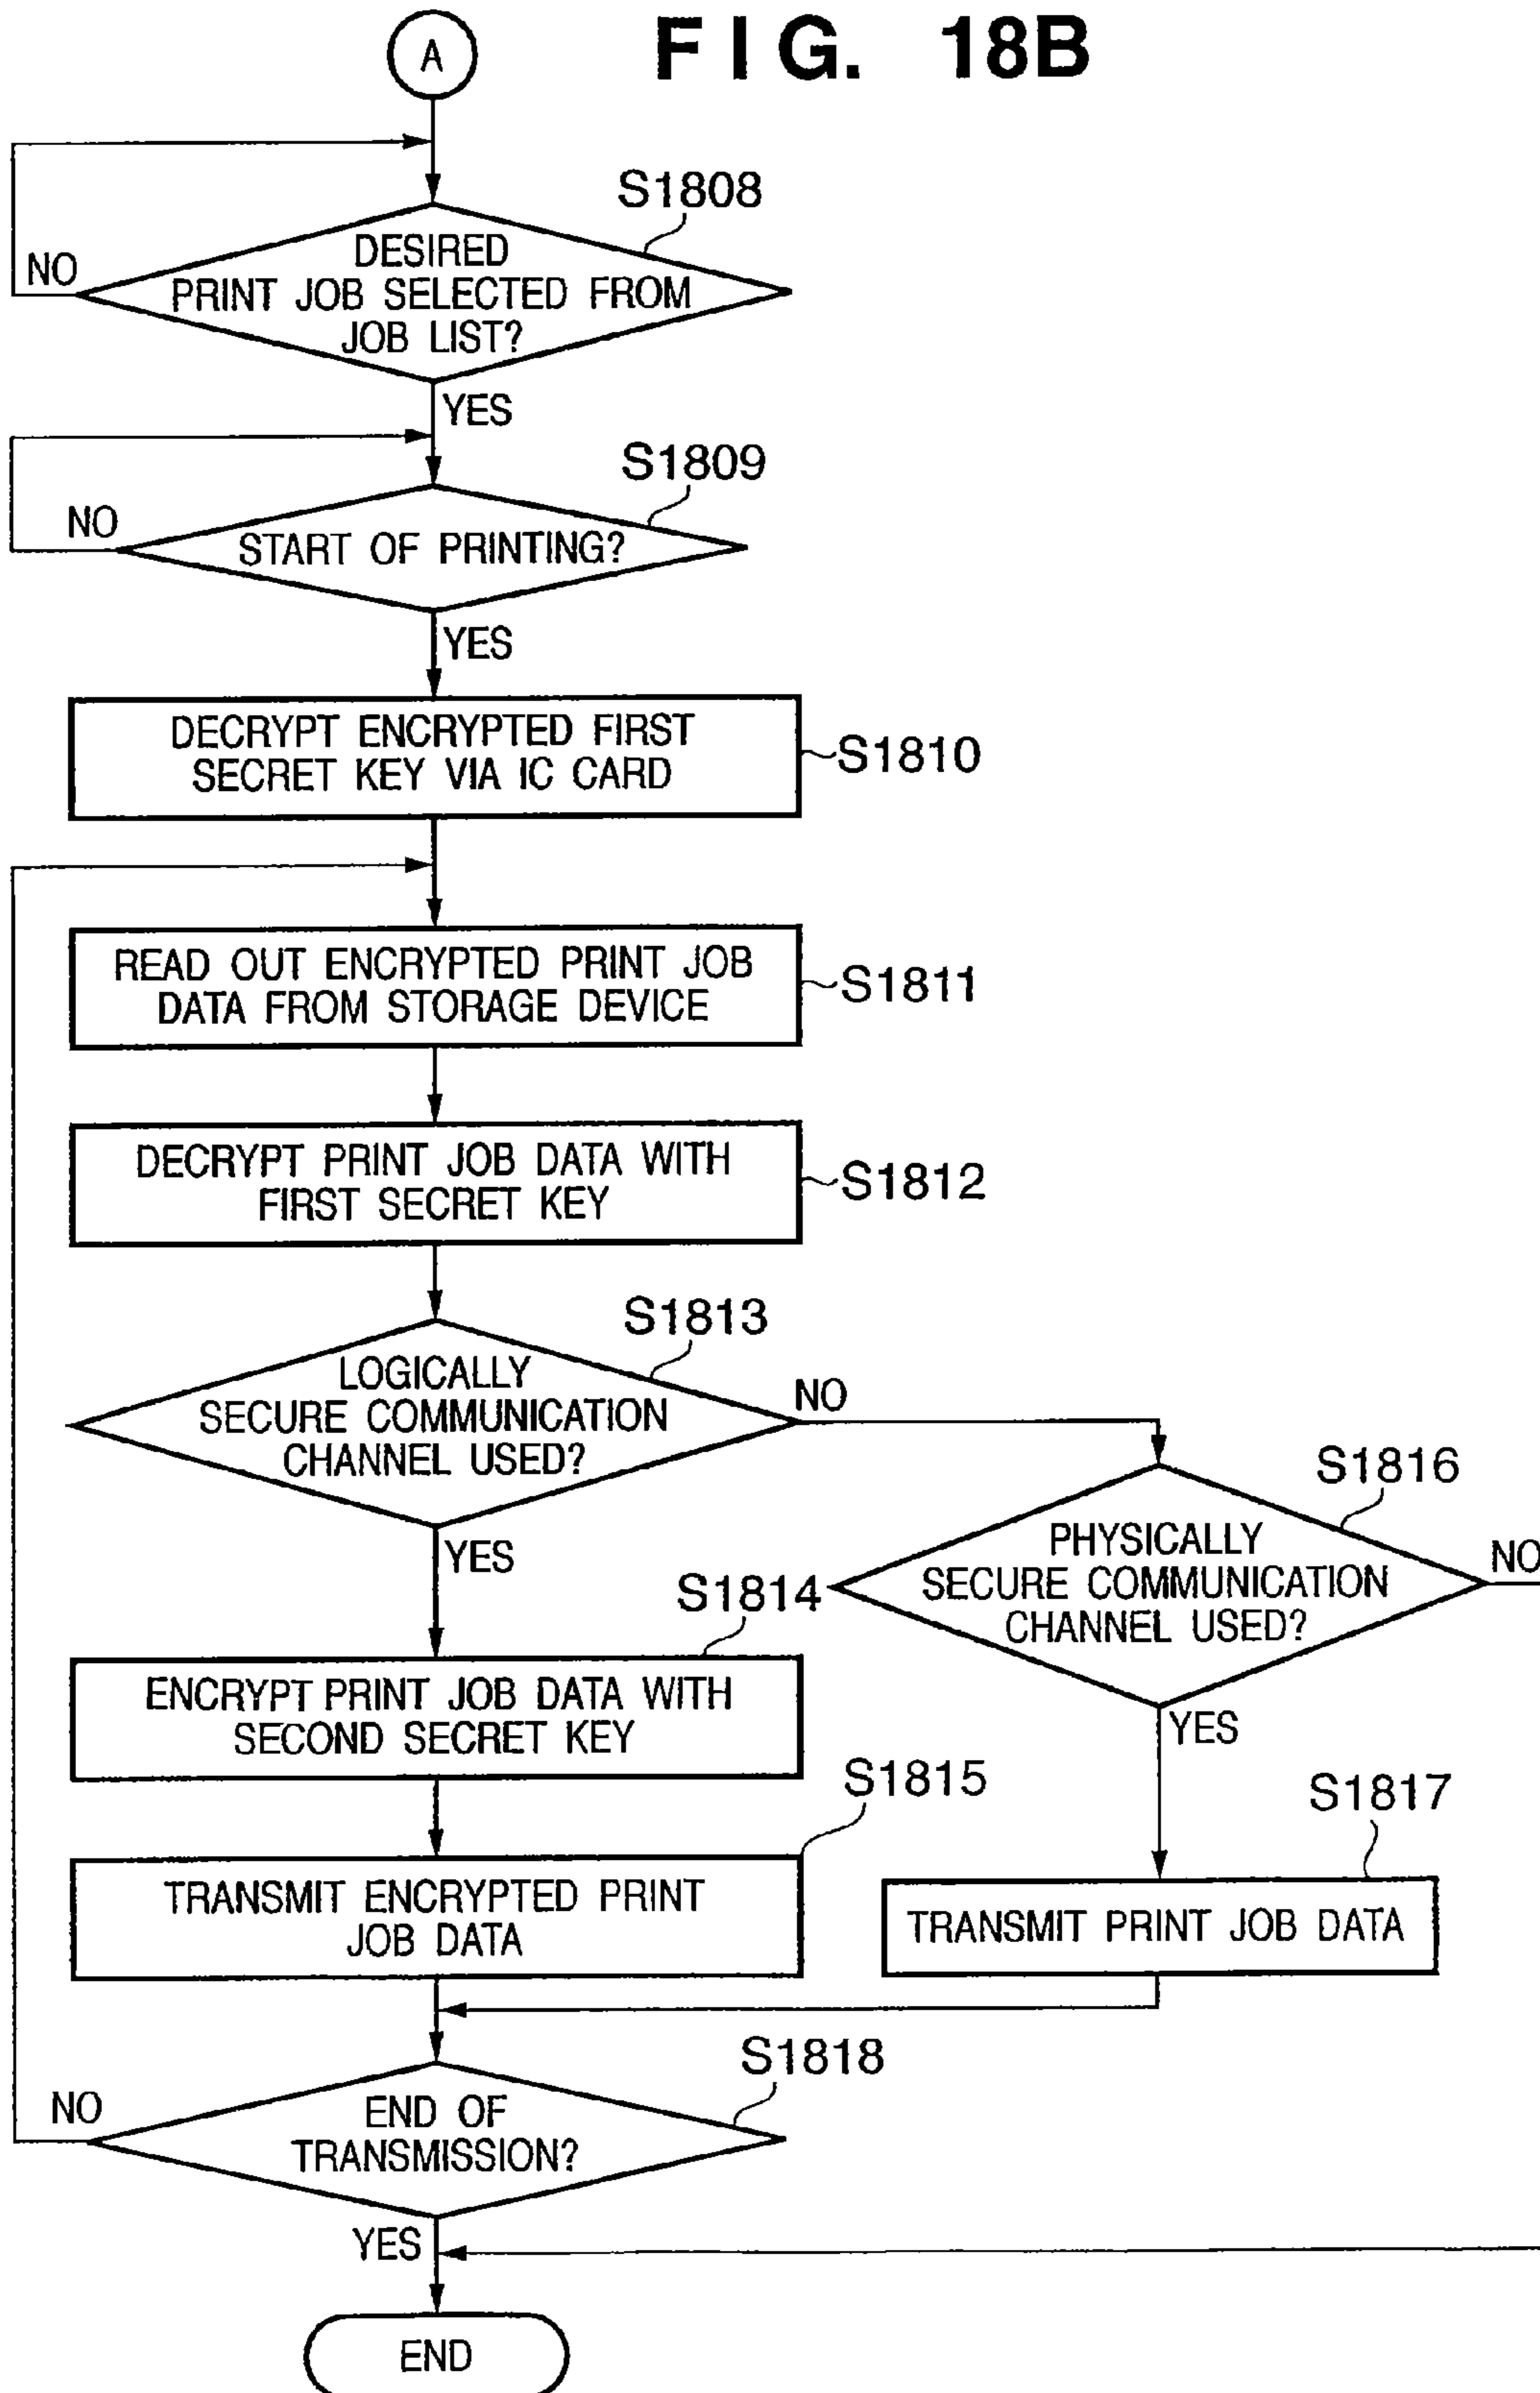 FIG. 18B
A
S1808
DESIRED
PRINT JOB SELECTED FROM
JOB LIST?
NO
YES
S1809
START OF PRINTING?
NO
YES
DECRYPT ENCRYPTED FIRST
SECRET KEY VIA IC CARD
S1810
READ OUT ENCRYPTED PRINT JOB
DATA FROM STORAGE DEVICE
S1811
DECRYPT PRINT JOB DATA WITH
FIRST SECRET KEY
S1812
S1813
LOGICALLY
SECURE COMMUNICATION
CHANNEL USED?
NO
YES
S1816
PHYSICALLY
SECURE COMMUNICATION
CHANNEL USED?
NO
YES
S1814
ENCRYPT PRINT JOB DATA WITH
SECOND SECRET KEY
S1815
TRANSMIT ENCRYPTED PRINT
JOB DATA
S1817
TRANSMIT PRINT JOB DATA
S1818
END OF
TRANSMISSION?
NO
YES
END